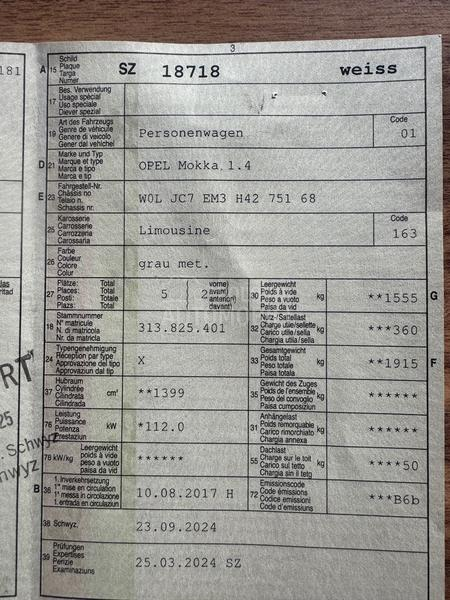 3
181
A 15 Schild Plaque Targa Numer SZ 18718 weiss
17 Bes. Verwendung Usage spécial Uso speciale Diever spezial
19 Art des Fahrzeugs Genre de véhicule Genere di veicolo Gener dal vehichel Personenwagen Code 01
D 21 Marke und Typ Marque et type Marca e tipo Marca e tip OPEL Mokka 1.4
E 23 Fahrgestell-Nr. Châssis no Telaio n. Schassis nr. W0L JC7 EM3 H42 751 68
25 Karosserie Carrosserie Carrozzeria Carossaria Limousine Code 163
26 Farbe Couleur Colore Colur grau met.
27 Plätze: Total Places: Total Posti: Totale Plazs: Total 5 2 vorne) avant) anteriori) davant) 30 Leergewicht Poids à vide Peso a vuoto Paisa da vid kg **1555 G
18 Stammnummer N° matricule N. di matricola Nr. da matricla 313.825.401 32 Nutz-/Sattellast Charge utile/sellette Carico utile/sella Chargia utila/sella kg ***360
24 Typengenehmigung Réception par type Approvazione del tipo Approvaziun dal tip X 33 Gesamtgewicht Poids total Peso totale Paisa totala kg **1915 F
37 Hubraum Cylindrée Cilindrata Cilindrada cm³ **1399 35 Gewicht des Zuges Poids de l'ensemble Peso del convoglio Paisa cumposiziun kg ******
76 Leistung Puissance Potenza Prestaziun kW *112.0 31 Anhängelast Poids remorquable Carico rimorchiato Chargia annexa kg ******
78 kW/kg Leergewicht poids à vide peso a vuoto paisa da vid ****** 55 Dachlast Charge sur le toit Carico sul tetto Chargia sin il tetg kg ****50
B 36 1. Inverkehrsetzung 1re mise en circulation 1a messa in circolazione 1. entrada en circulaziun 10.08.2017 H 72 Emissionscode Code émissions Codice emissioni Code d'emissiuns ***B6b
38 Schwyz, 23.09.2024
39 Prüfungen Expertises Perizie Examinaziuns 25.03.2024 SZ
RT
25
. Schwyz
hwyz